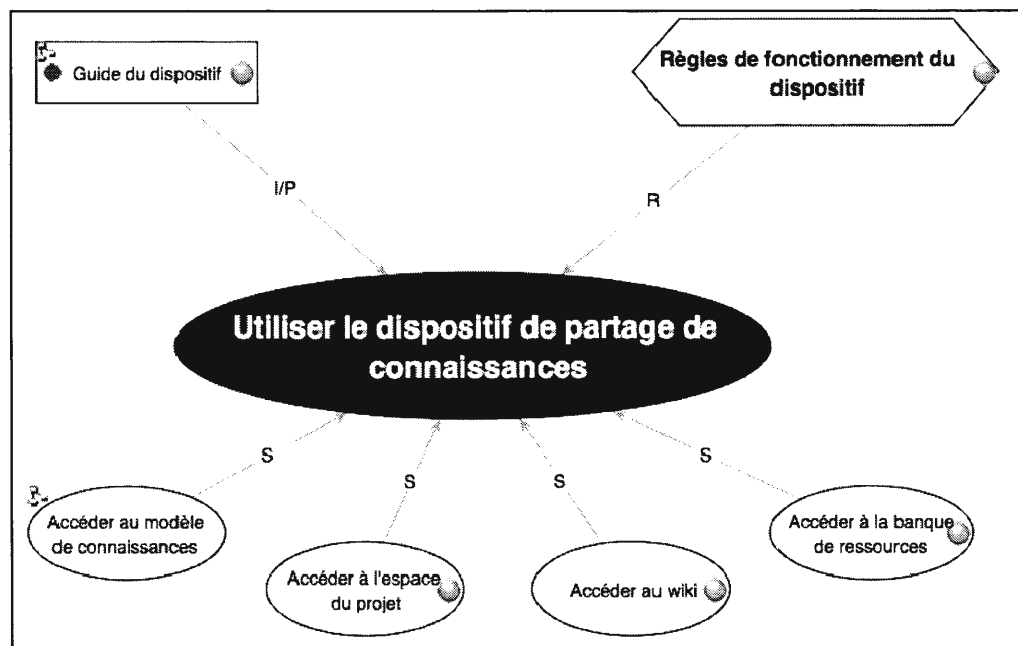 Guide du dispositif
Règles de fonctionnement du
dispositif
I/P
R
Utiliser le dispositif de partage de
connaissances
S
S
S
S
Accéder au modèle
de connaissances
Accéder à l'espace
du projet
Accéder au wiki
Accéder à la banque
de ressources